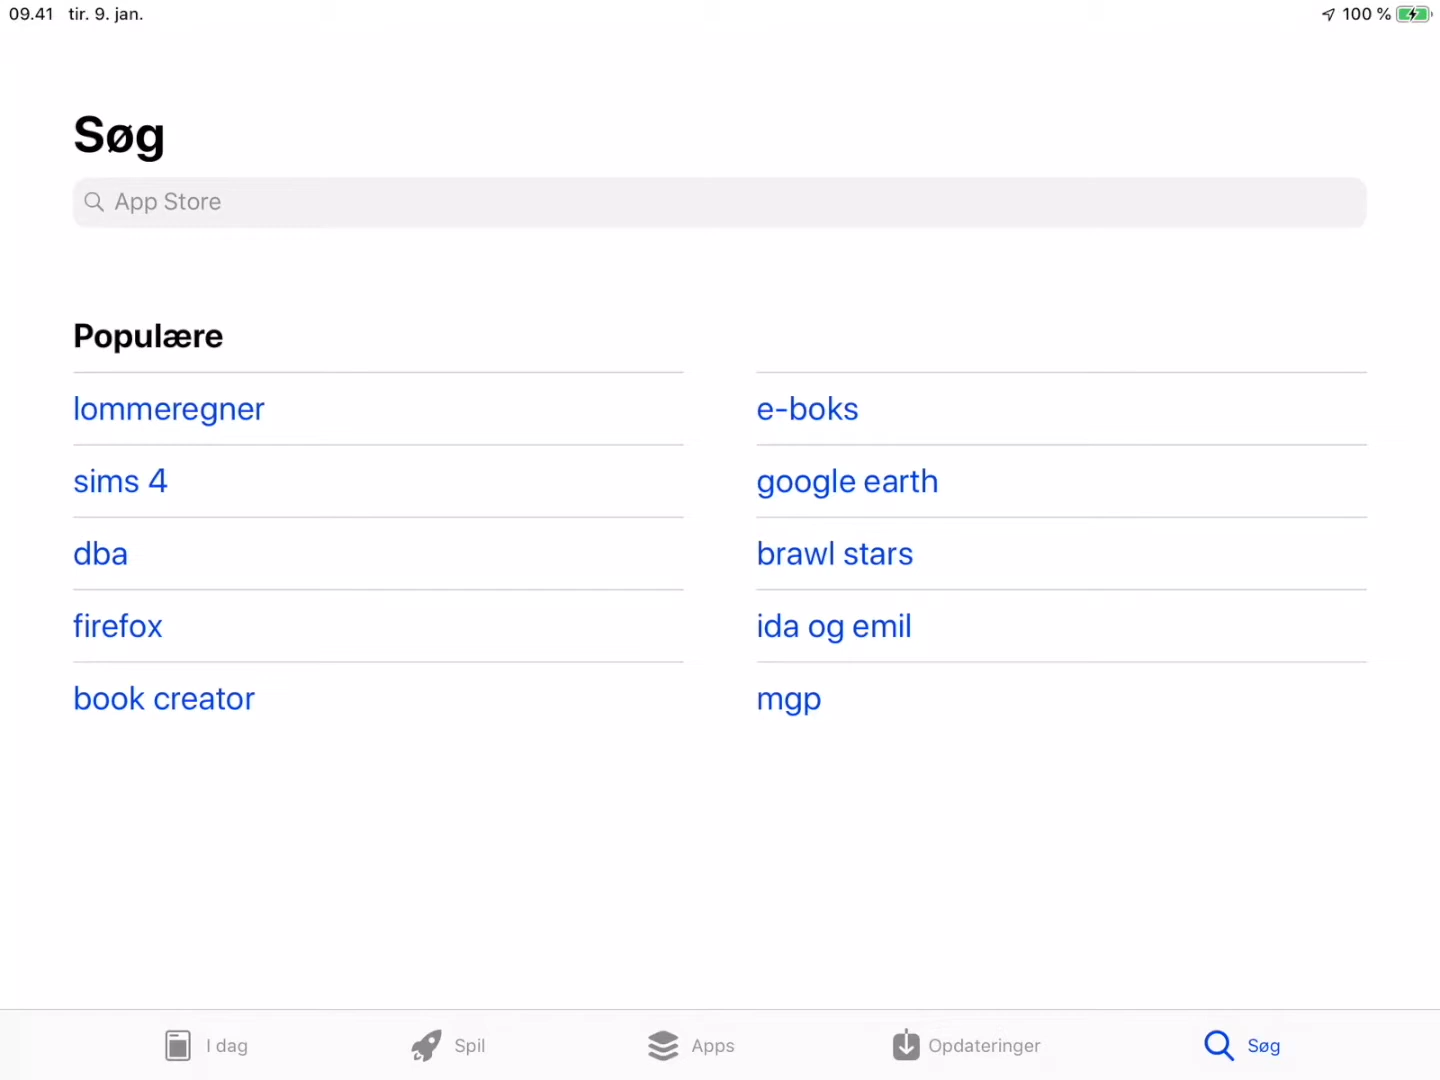 09.41 tir. 9. jan.
100 %
Søg
App Store
Populære
lommeregner
sims 4
dba
firefox
book creator
e-boks
google earth
brawl stars
ida og emil
mgp
I dag
Spil
Apps
Opdateringer
Søg